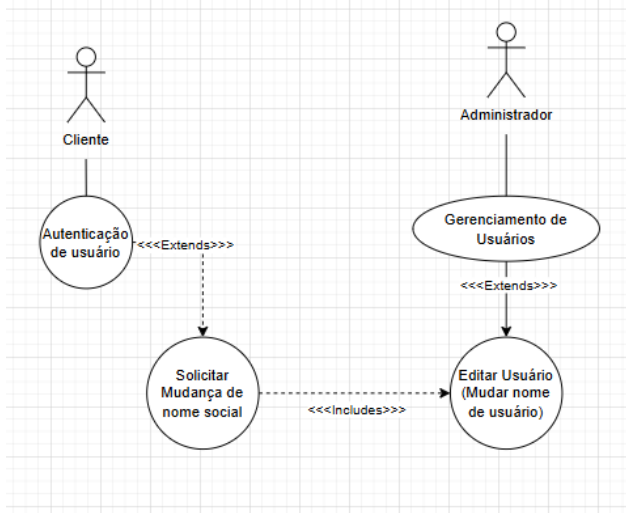 Administrador
Cliente
Autenticação
de usuário
<<<Extends>>>
Gerenciamento de
Usuários
<<<Extends>>>
Solicitar
Mudança de
nome social
<<<Includes>>>
Editar Usuário
(Mudar nome
de usuário)